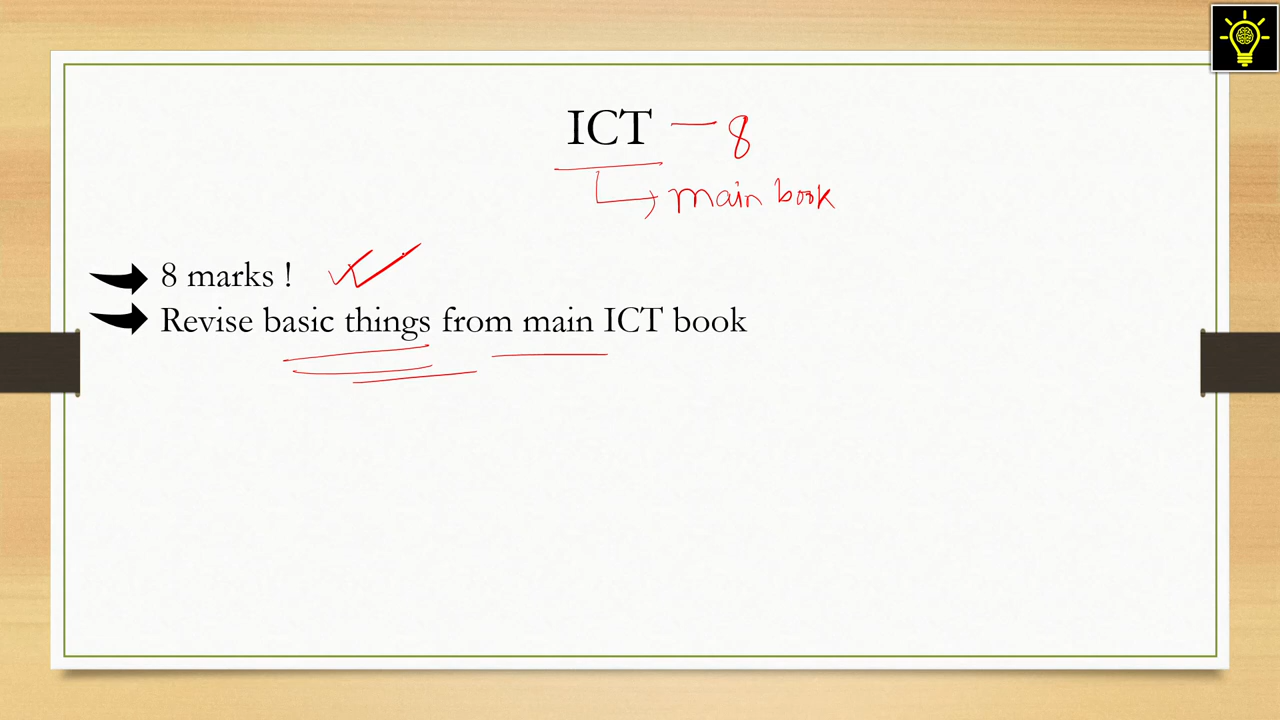 ICT – 8
main book
8 marks !
Revise basic things from main ICT book